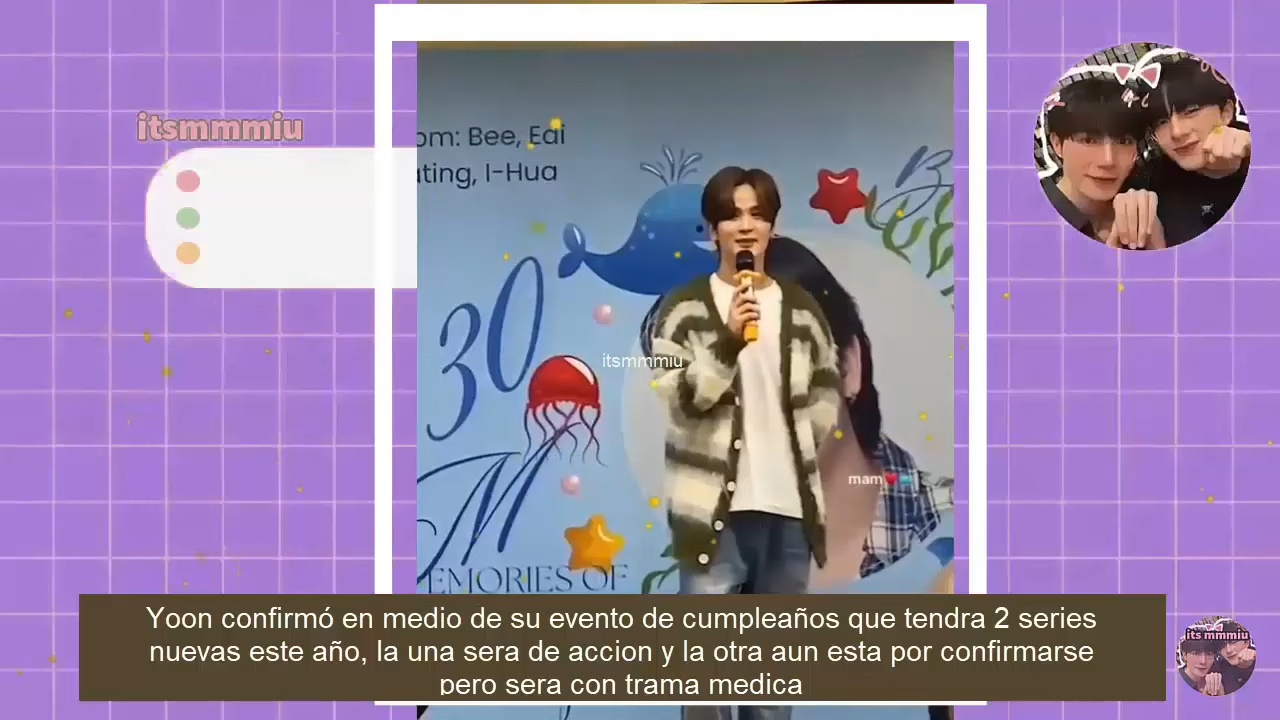 itsmmmiu
om: Bee, Eai
ating, I-Hua
30
itsmmmiu
mam
M
EMORIES OF
Yoon confirmó en medio de su evento de cumpleaños que tendra 2 series
nuevas este año, la una sera de accion y la otra aun esta por confirmarse
pero sera con trama medica
its mmmiu